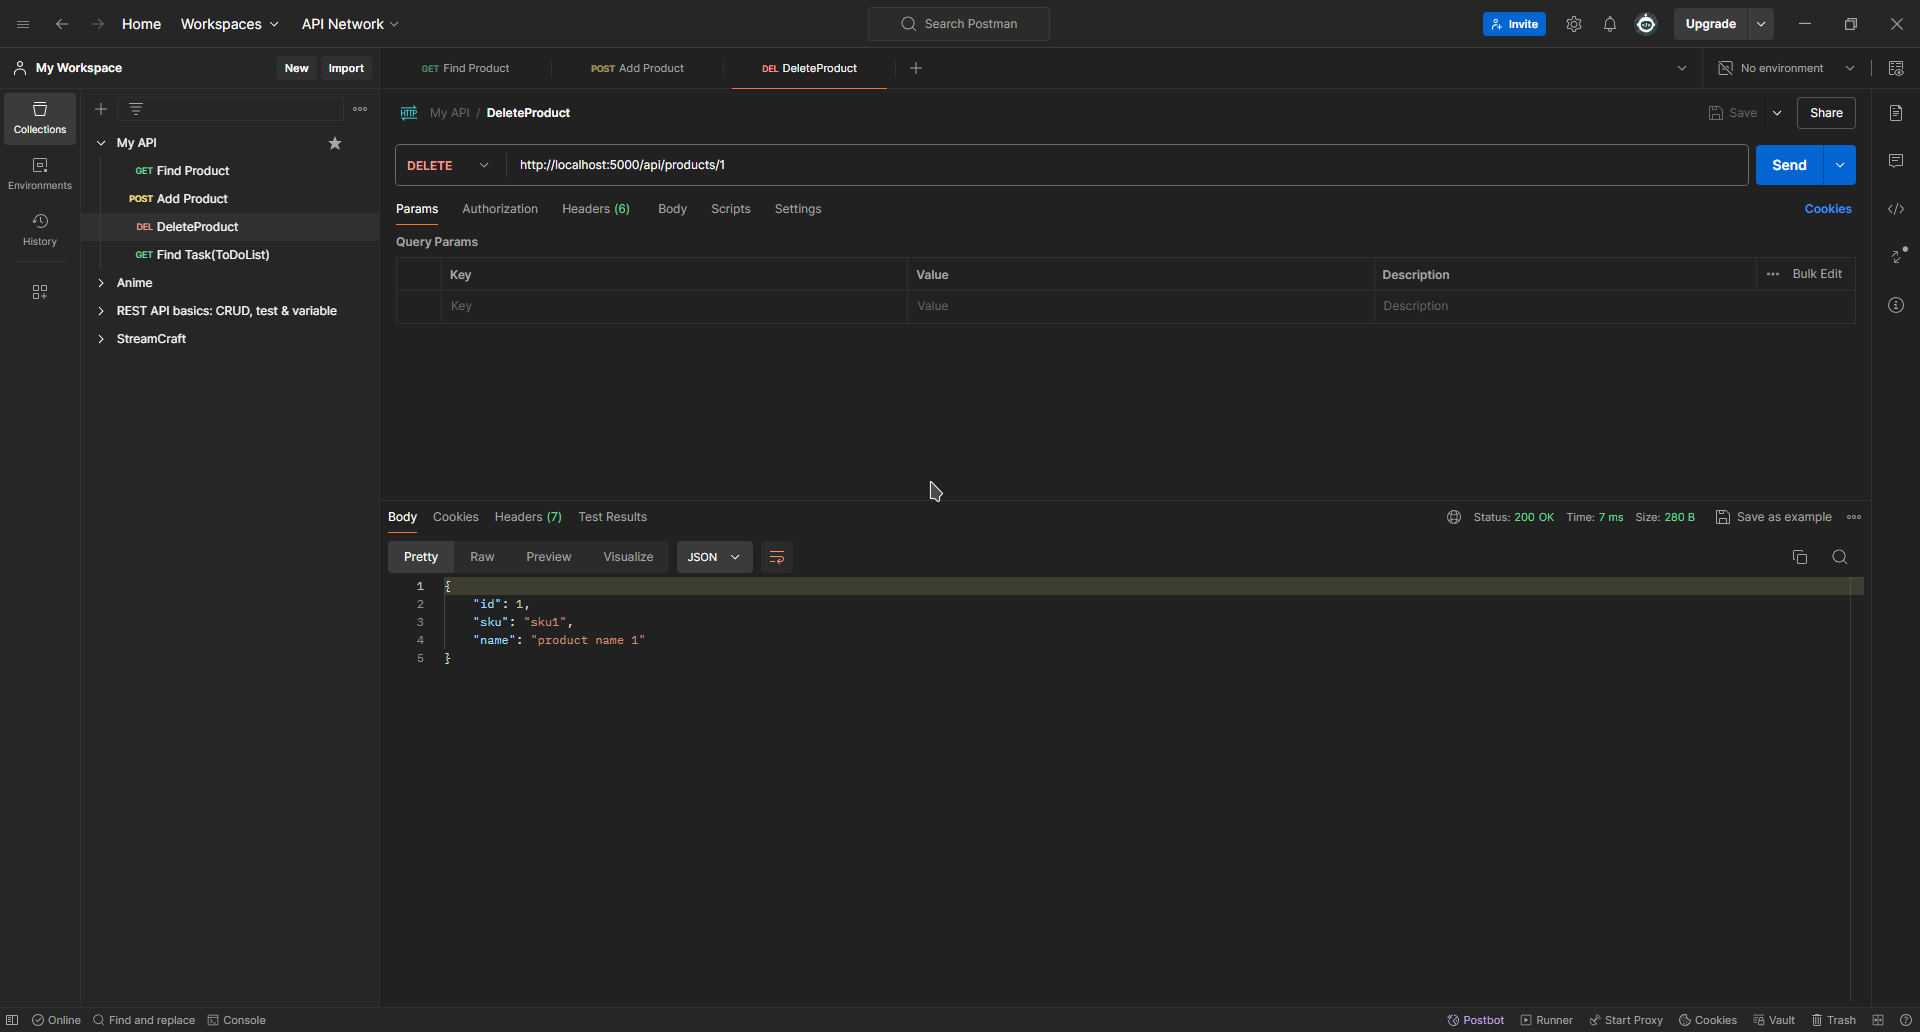 Home Workspaces API Network Search Postman Invite Upgrade
My Workspace New Import GET Find Product POST Add Product DEL DeleteProduct No environment
Collections
Environments
History
My API
GET Find Product
POST Add Product
DEL DeleteProduct
GET Find Task(ToDoList)
Anime
REST API basics: CRUD, test & variable
StreamCraft
HTTP My API / DeleteProduct Save Share
DELETE http://localhost:5000/api/products/1 Send
Params Authorization Headers (6) Body Scripts Settings Cookies
Query Params
Key Value Description Bulk Edit
Key Value Description
Body Cookies Headers (7) Test Results Status: 200 OK Time: 7 ms Size: 280 B Save as example
Pretty Raw Preview Visualize JSON
1 {
2 "id": 1,
3 "sku": "sku1",
4 "name": "product name 1"
5 }
Online Find and replace Console Postbot Runner Start Proxy Cookies Vault Trash